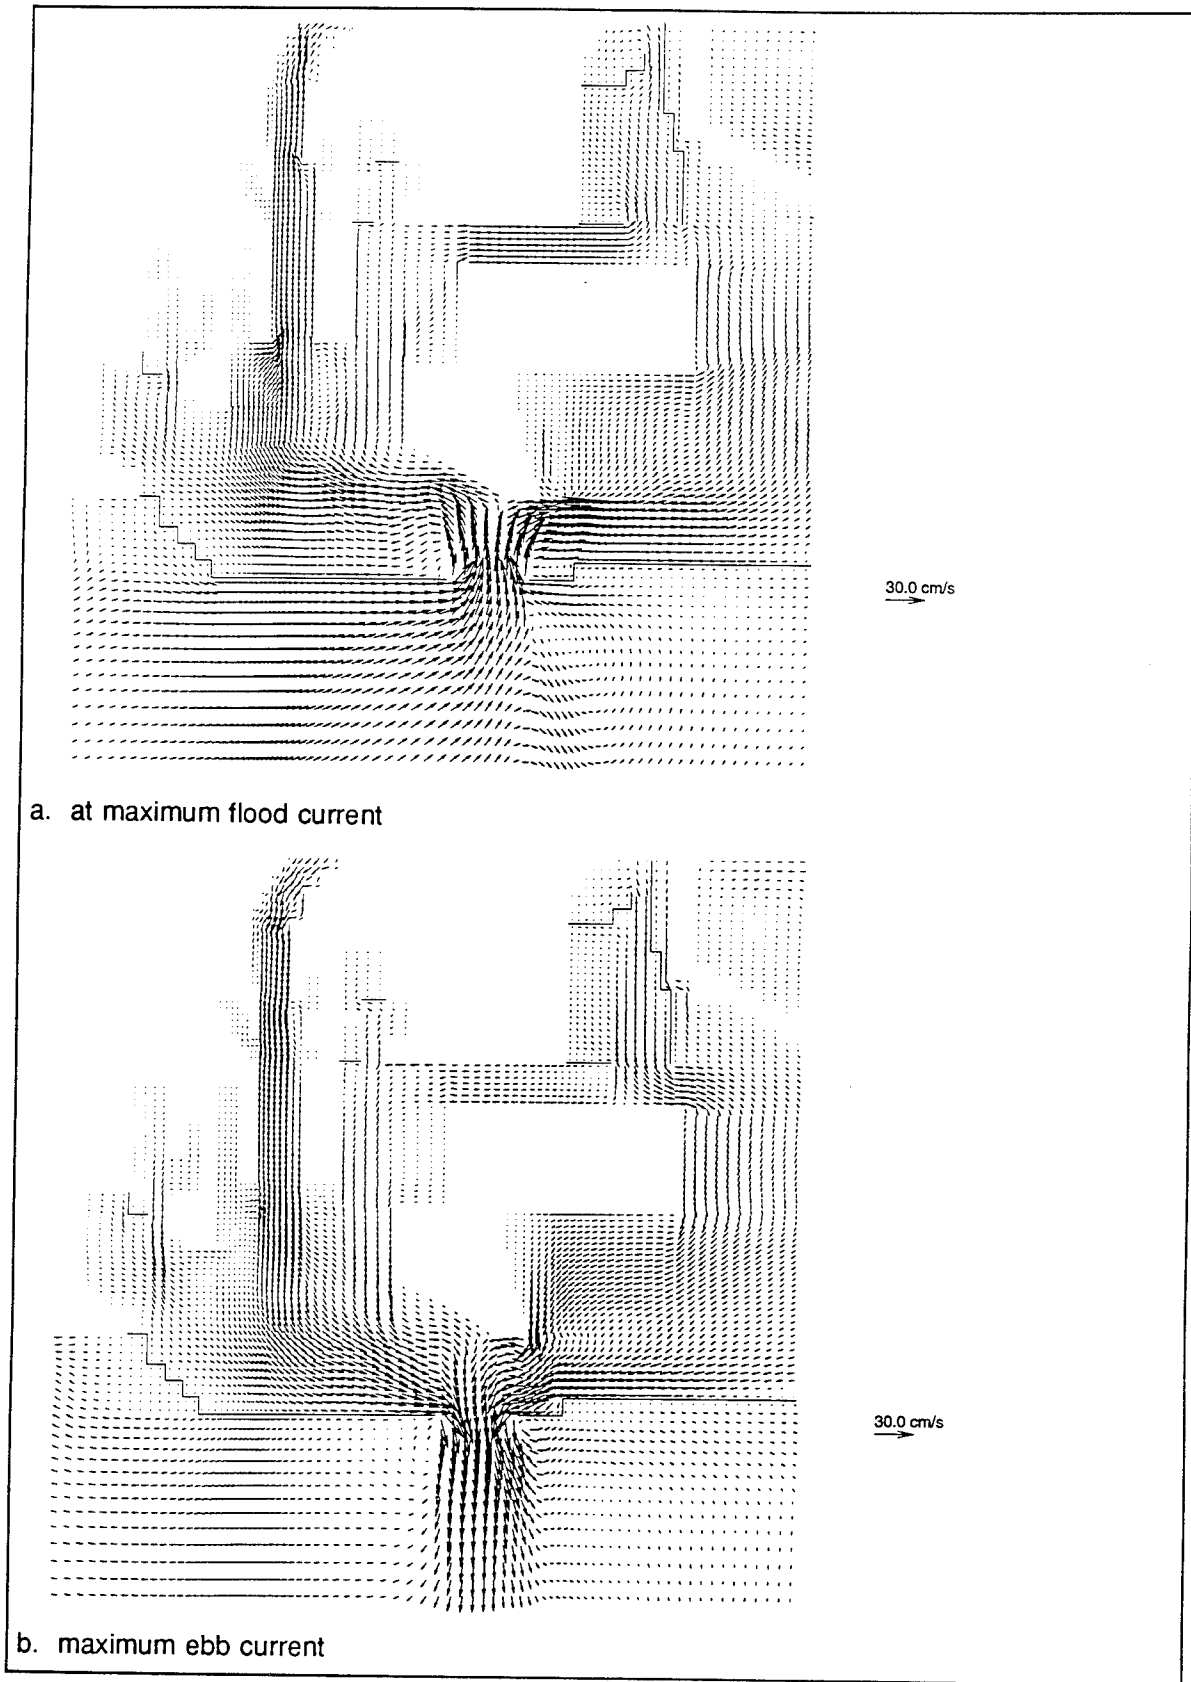 30.0 cm/s
a. at maximum flood current
30.0 cm/s
b. maximum ebb current